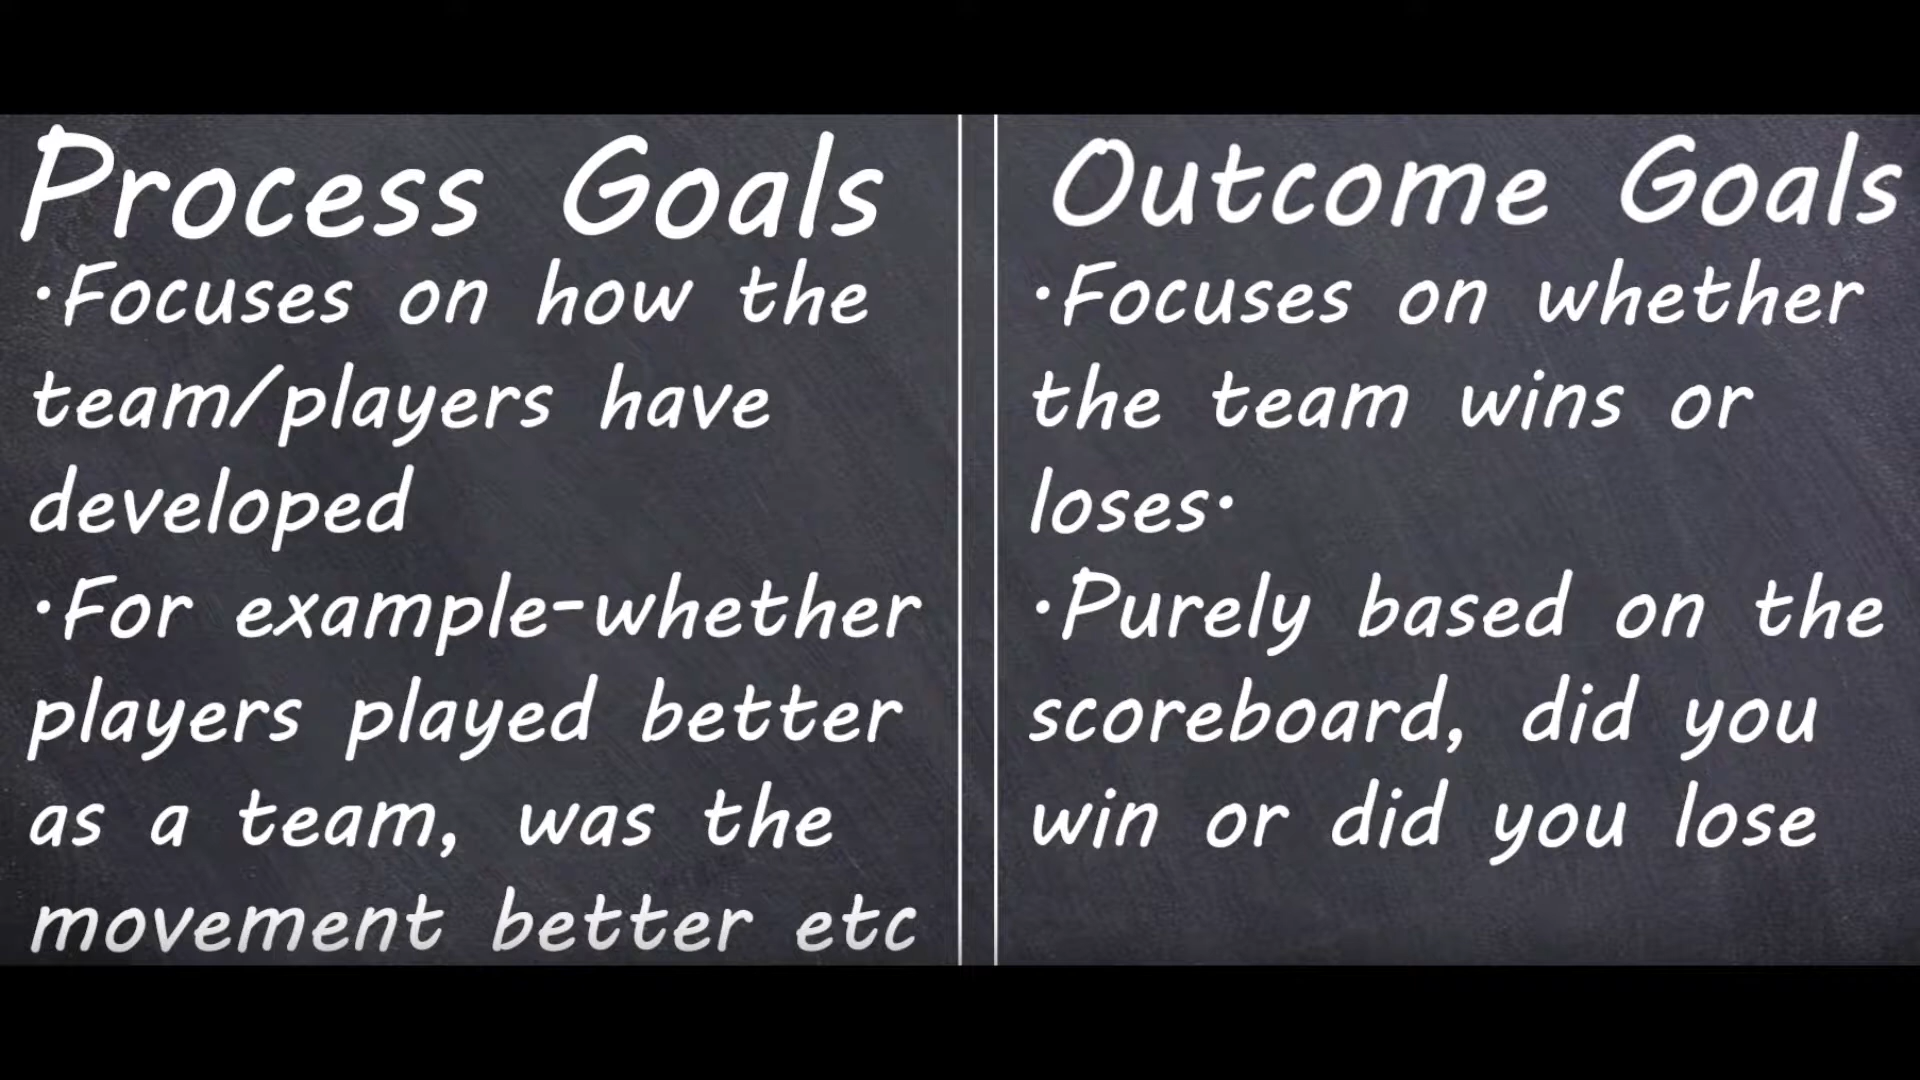 Process Goals
·Focuses on how the
team/players have
developed
·For example-whether
players played better
as a team, was the
movement better etc
Outcome Goals
·Focuses on whether
the team wins or
loses·
·Purely based on the
scoreboard, did you
win or did you lose